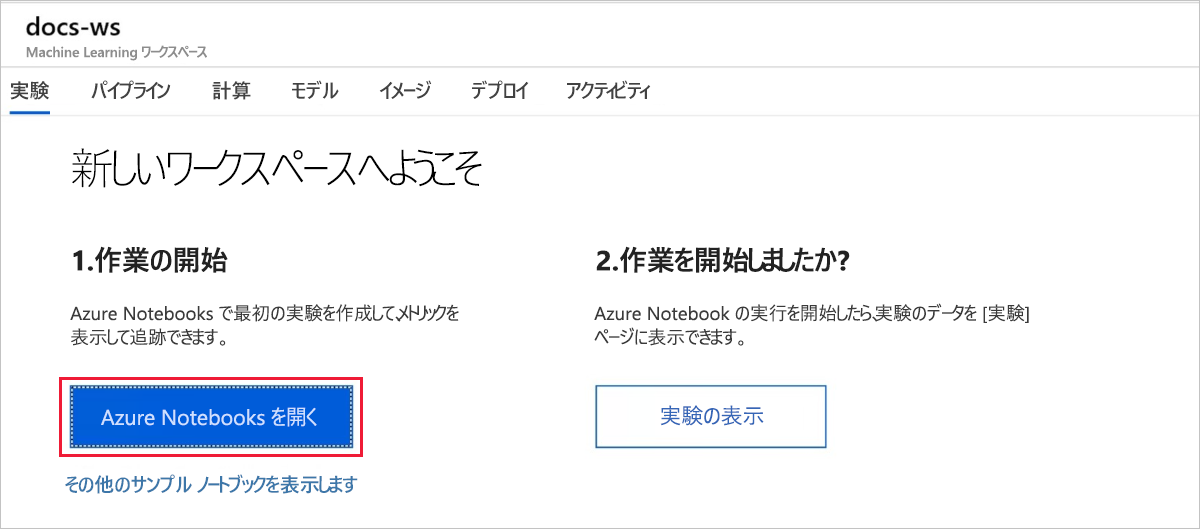 docs-ws
Machine Learning ワークスペース
実験 パイプライン 計算 モデル イメージ デプロイ アクティビティ
新しいワークスペースへようこそ
1.作業の開始
Azure Notebooks で最初の実験を作成して、メトリックを
表示して追跡できます。
Azure Notebooks を開く
その他のサンプル ノートブックを表示します
2.作業を開始しましたか?
Azure Notebook の実行を開始したら、実験のデータを [実験]
ページに表示できます。
実験の表示